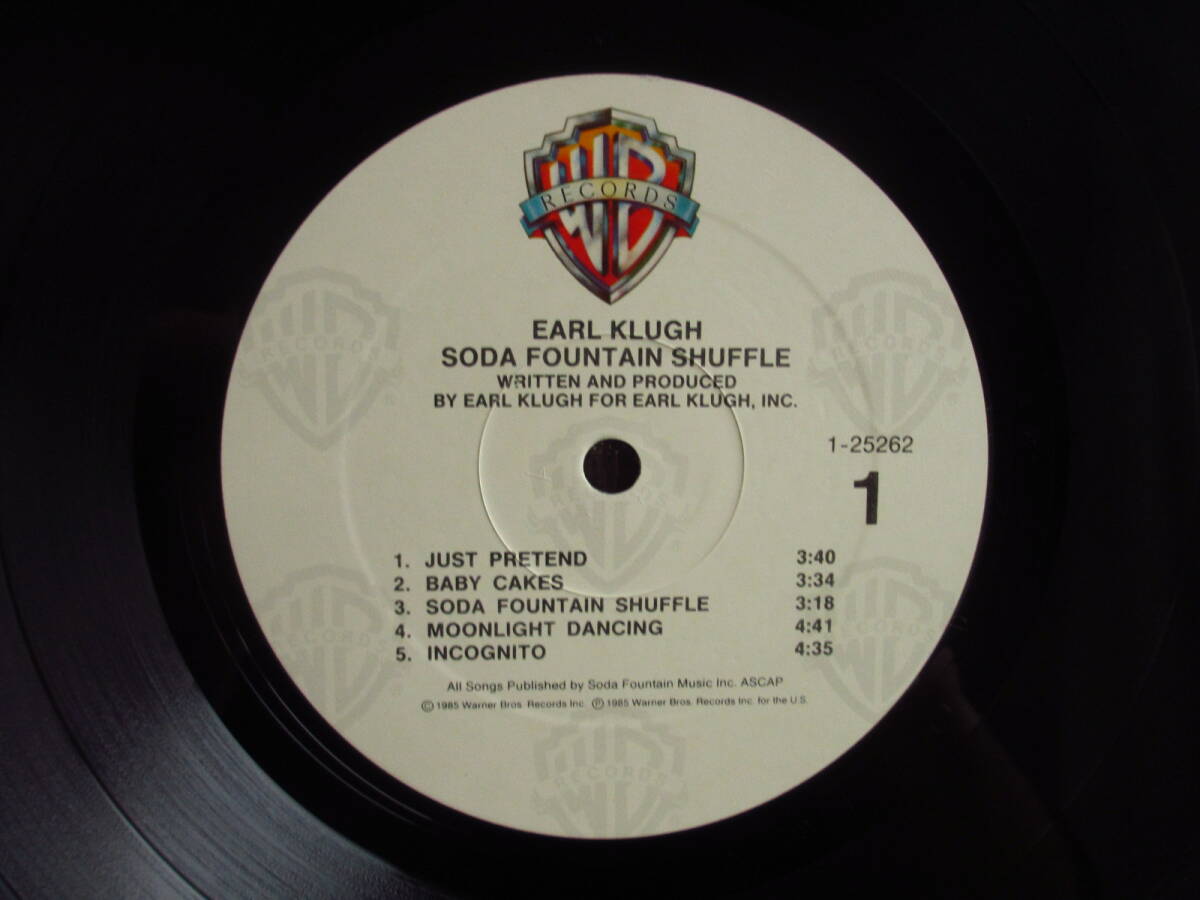 WB
RECORDS
EARL KLUGH
SODA FOUNTAIN SHUFFLE
WRITTEN AND PRODUCED
BY EARL KLUGH FOR EARL KLUGH, INC.
1-25262
1
1. JUST PRETEND 3:40
2. BABY CAKES 3:34
3. SODA FOUNTAIN SHUFFLE 3:18
4. MOONLIGHT DANCING 4:41
5. INCOGNITO 4:35
All Songs Published by Soda Fountain Music Inc. ASCAP
©1985 Warner Bros. Records Inc. ℗1985 Warner Bros. Records Inc. for the U.S.